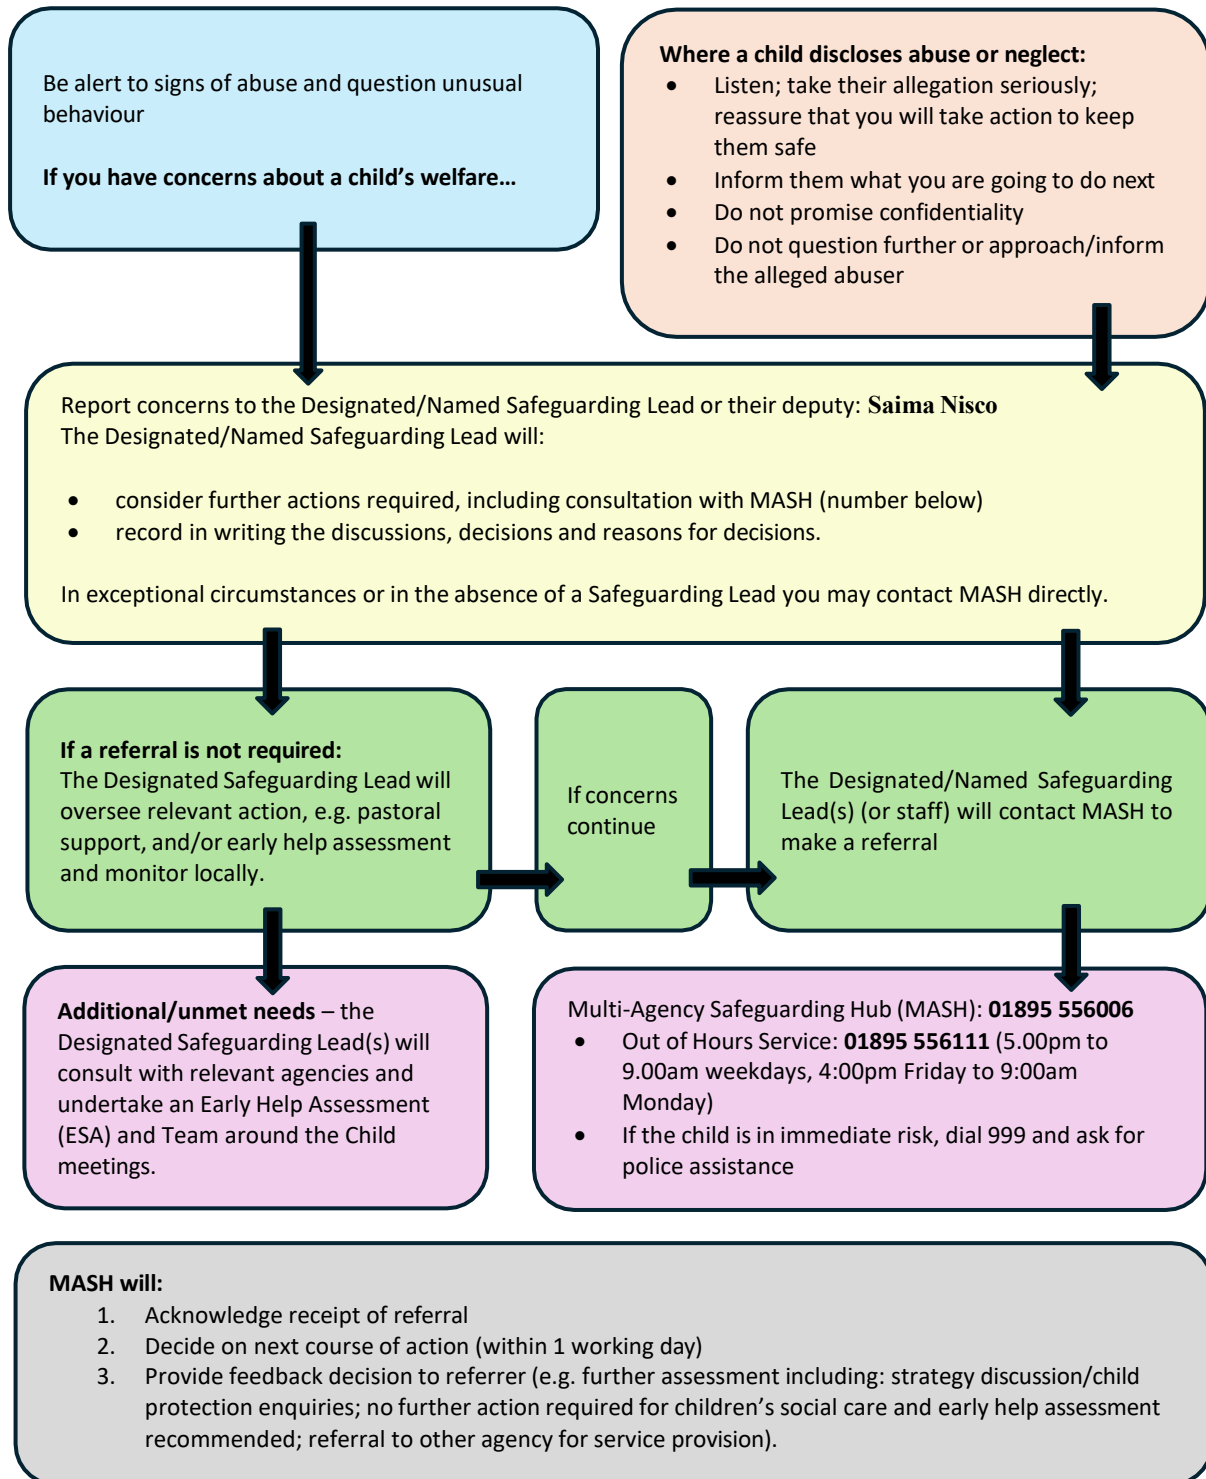 Be alert to signs of abuse and question unusual
behaviour
If you have concerns about a child’s welfare…
Where a child discloses abuse or neglect:
• Listen; take their allegation seriously;
reassure that you will take action to keep
them safe
• Inform them what you are going to do next
• Do not promise confidentiality
• Do not question further or approach/inform
the alleged abuser
Report concerns to the Designated/Named Safeguarding Lead or their deputy: Saima Nisco
The Designated/Named Safeguarding Lead will:
• consider further actions required, including consultation with MASH (number below)
• record in writing the discussions, decisions and reasons for decisions.
In exceptional circumstances or in the absence of a Safeguarding Lead you may contact MASH directly.
If a referral is not required:
The Designated Safeguarding Lead will
oversee relevant action, e.g. pastoral
support, and/or early help assessment
and monitor locally.
If concerns
continue
The Designated/Named Safeguarding
Lead(s) (or staff) will contact MASH to
make a referral
Additional/unmet needs – the
Designated Safeguarding Lead(s) will
consult with relevant agencies and
undertake an Early Help Assessment
(ESA) and Team around the Child
meetings.
Multi-Agency Safeguarding Hub (MASH): 01895 556006
• Out of Hours Service: 01895 556111 (5.00pm to
9.00am weekdays, 4:00pm Friday to 9:00am
Monday)
• If the child is in immediate risk, dial 999 and ask for
police assistance
MASH will:
1. Acknowledge receipt of referral
2. Decide on next course of action (within 1 working day)
3. Provide feedback decision to referrer (e.g. further assessment including: strategy discussion/child
protection enquiries; no further action required for children’s social care and early help assessment
recommended; referral to other agency for service provision).